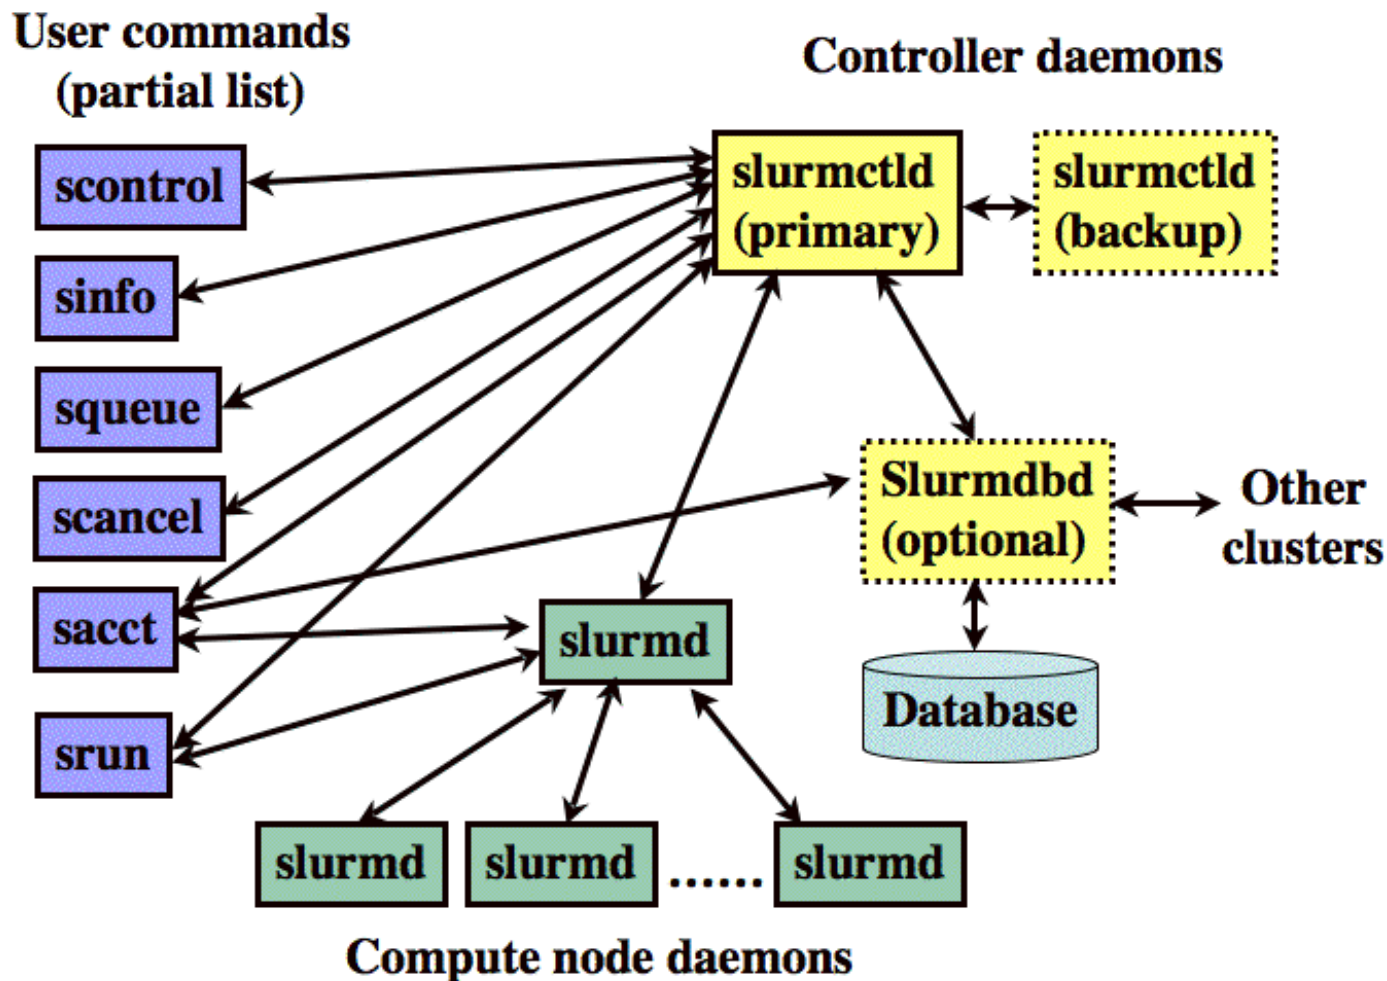 User commands
(partial list)
Controller daemons
scontrol
sinfo
squeue
scancel
sacct
srun
slurmctld
(primary)
slurmctld
(backup)
Slurmdbd
(optional)
Other
clusters
Database
slurmd
slurmd
slurmd
......
slurmd
Compute node daemons